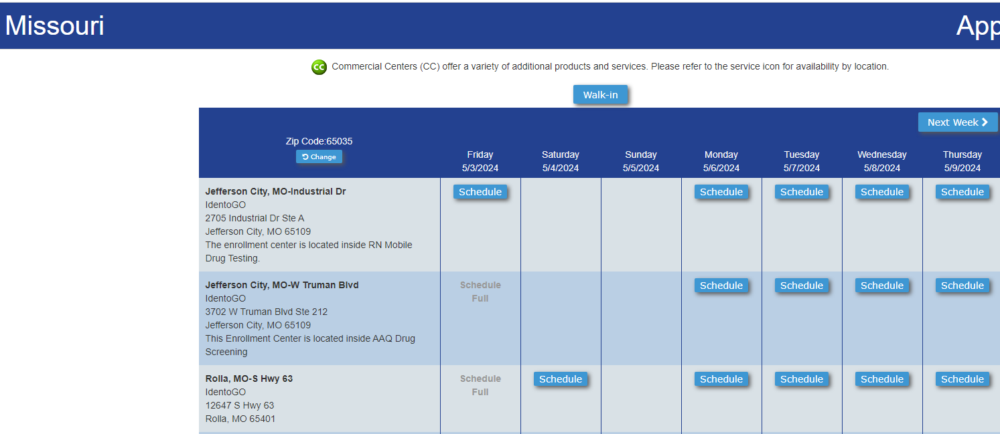 Missouri
App
CC Commercial Centers (CC) offer a variety of additional products and services. Please refer to the service icon for availability by location.
Walk-in
Next Week
Zip Code:65035
Change
Friday Saturday Sunday Monday Tuesday Wednesday Thursday
5/3/2024 5/4/2024 5/5/2024 5/6/2024 5/7/2024 5/8/2024 5/9/2024
Jefferson City, MO-Industrial Dr Schedule Schedule Schedule Schedule Schedule
IdentoGO
2705 Industrial Dr Ste A
Jefferson City, MO 65109
The enrollment center is located inside RN Mobile
Drug Testing.
Jefferson City, MO-W Truman Blvd Schedule Schedule Schedule Schedule Schedule
IdentoGO Full
3702 W Truman Blvd Ste 212
Jefferson City, MO 65109
This Enrollment Center is located inside AAQ Drug
Screening
Rolla, MO-S Hwy 63 Schedule Schedule Schedule Schedule Schedule Schedule
IdentoGO Full
12647 S Hwy 63
Rolla, MO 65401